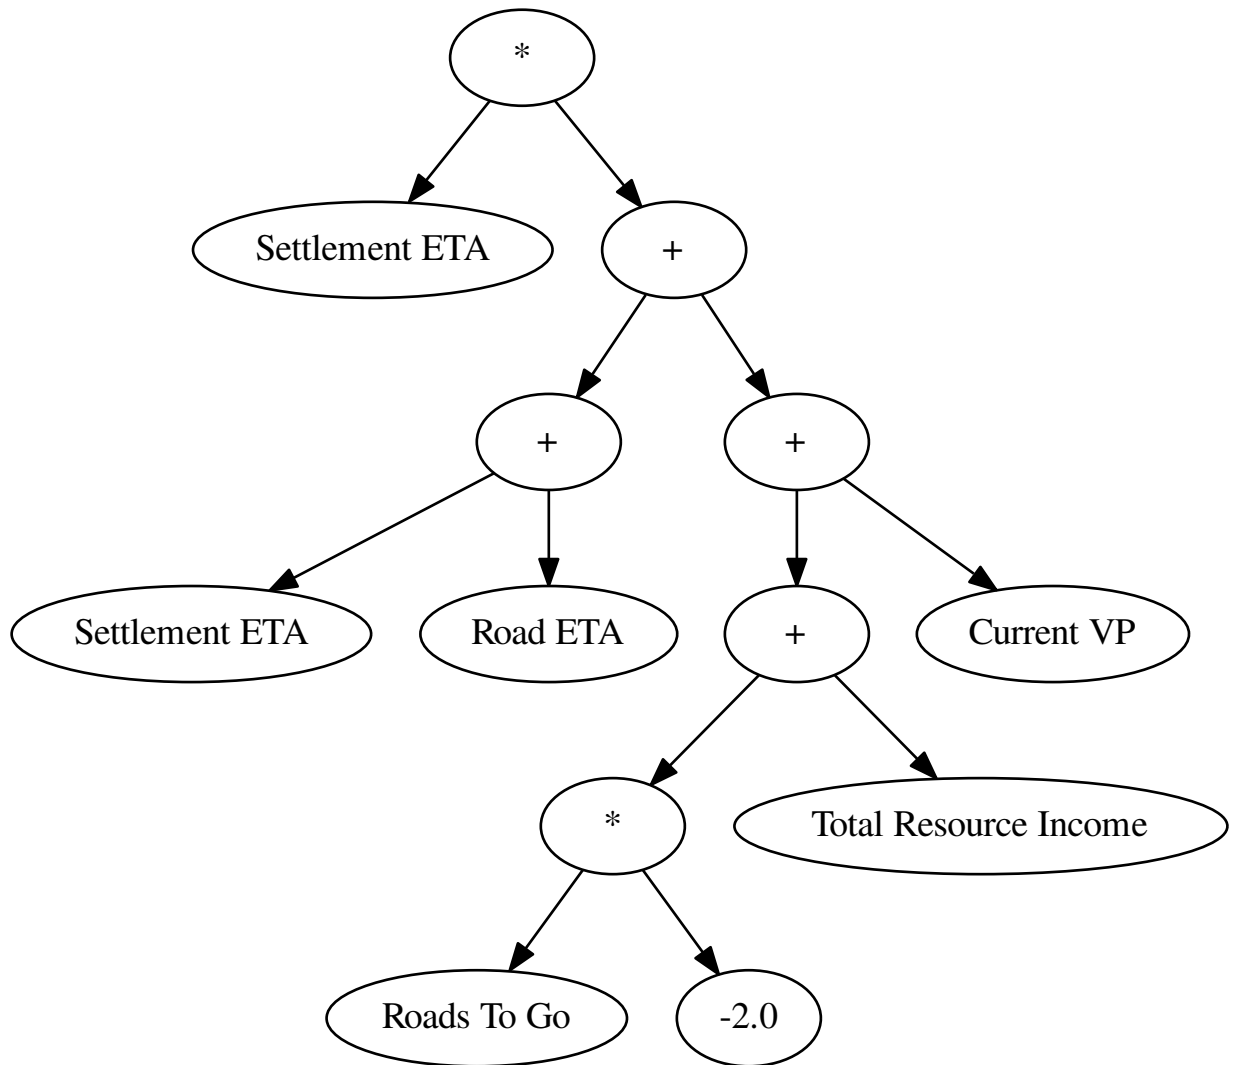 *
Settlement ETA
+
+
+
Settlement ETA
Road ETA
+
Current VP
*
Total Resource Income
Roads To Go
-2.0